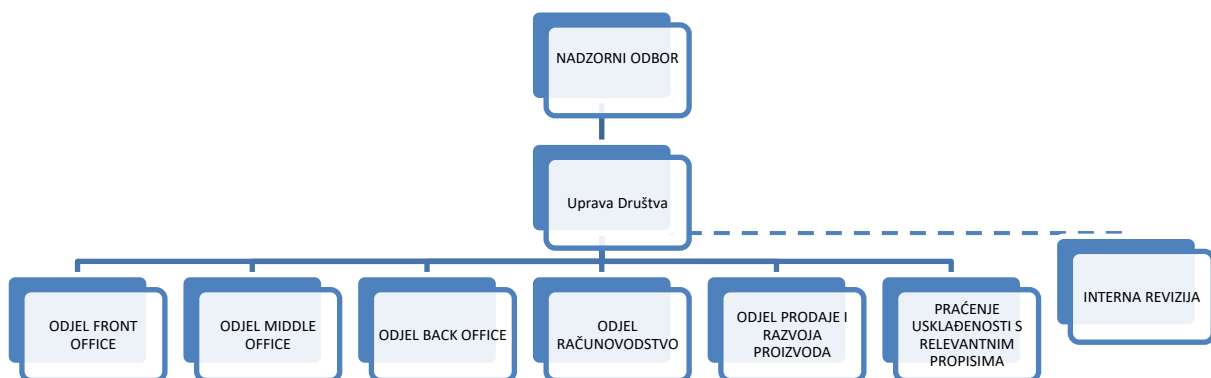 NADZORNI ODBOR
Uprava Društva
ODJEL FRONT
OFFICE
ODJEL MIDDLE
OFFICE
ODJEL BACK OFFICE
ODJEL
RAČUNOVODSTVO
ODJEL PRODAJE I
RAZVOJA
PROIZVODA
PRAĆENJE
USKLAĐENOSTI S
RELEVANTNIM
PROPISIMA
INTERNA REVIZIJA